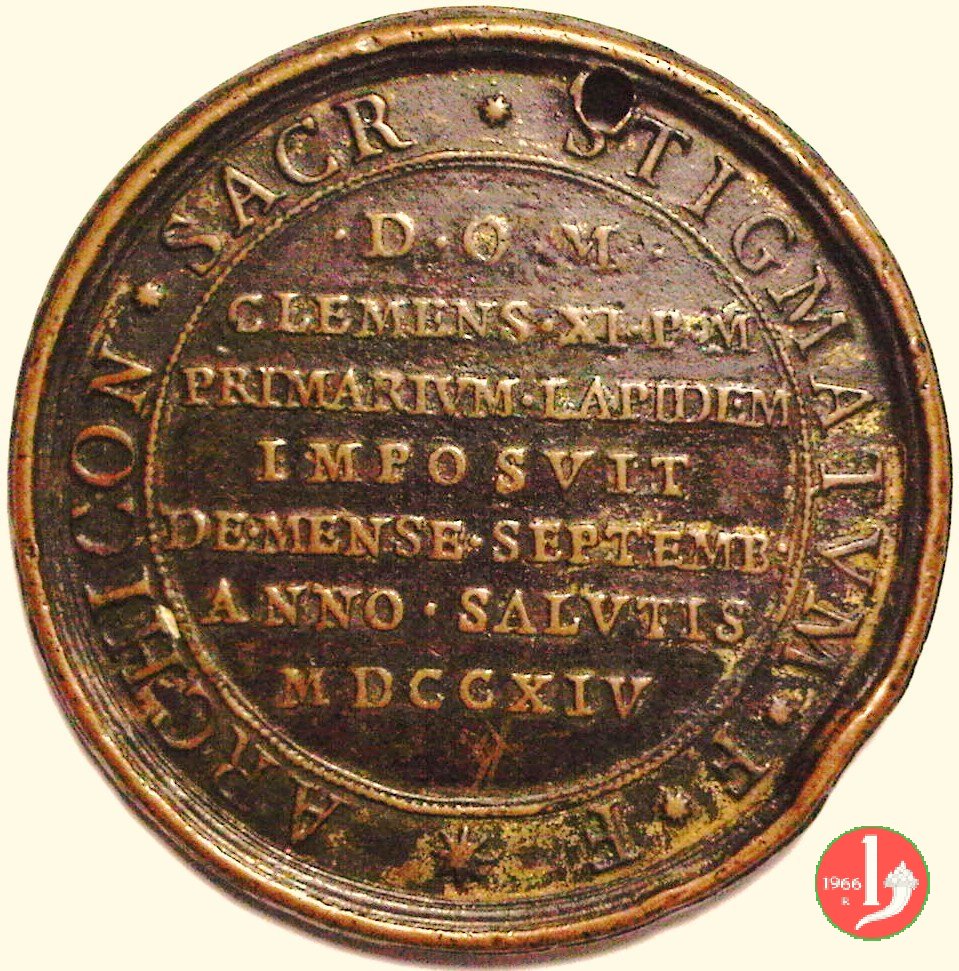 ARCHICON * SACR * STIGMATVM * F * F
· D · O · M ·
CLEMENS · XI · P · M
PRIMARIVM · LAPIDEM
IMPOSVIT
DE · MENSE · SEPTEMB ·
ANNO · SALVTIS
MDCCXIV
1966
R